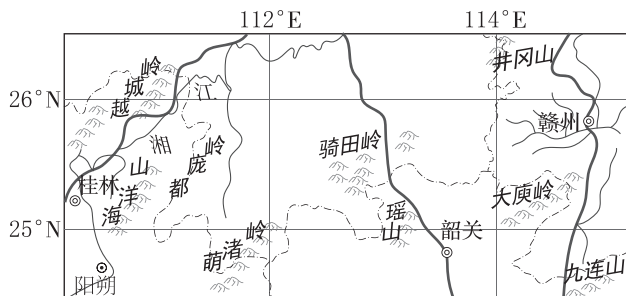 112°E
114°E
井冈山
越城岭
26°N
江
湘
赣州
骑田岭
都庞岭
海洋山
桂林
大庾岭
瑶山
25°N
萌渚岭
韶关
九连山
阳朔